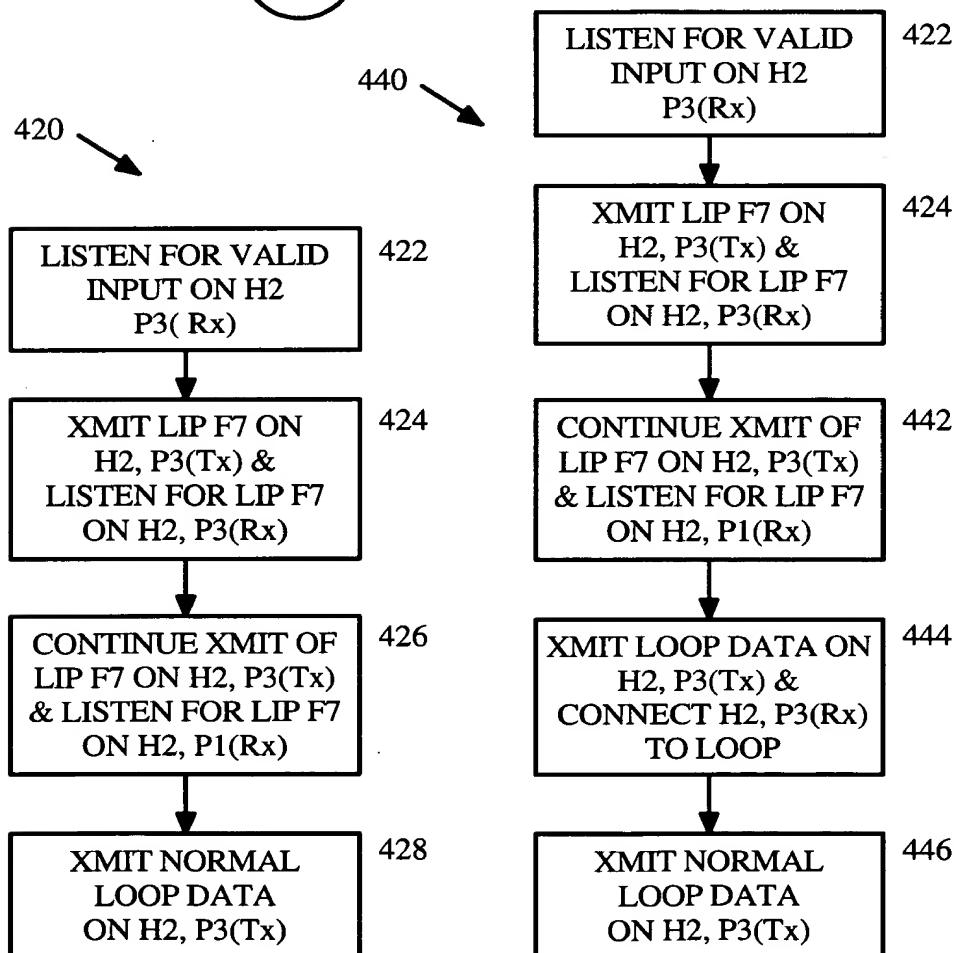 420
LISTEN FOR VALID
INPUT ON H2
P3( Rx)
422
XMIT LIP F7 ON
H2, P3(Tx) &
LISTEN FOR LIP F7
ON H2, P3(Rx)
424
CONTINUE XMIT OF
LIP F7 ON H2, P3(Tx)
& LISTEN FOR LIP F7
ON H2, P1(Rx)
426
XMIT NORMAL
LOOP DATA
ON H2, P3(Tx)
428
440
LISTEN FOR VALID
INPUT ON H2
P3(Rx)
422
XMIT LIP F7 ON
H2, P3(Tx) &
LISTEN FOR LIP F7
ON H2, P3(Rx)
424
CONTINUE XMIT OF
LIP F7 ON H2, P3(Tx)
& LISTEN FOR LIP F7
ON H2, P1(Rx)
442
XMIT LOOP DATA ON
H2, P3(Tx) &
CONNECT H2, P3(Rx)
TO LOOP
444
XMIT NORMAL
LOOP DATA
ON H2, P3(Tx)
446